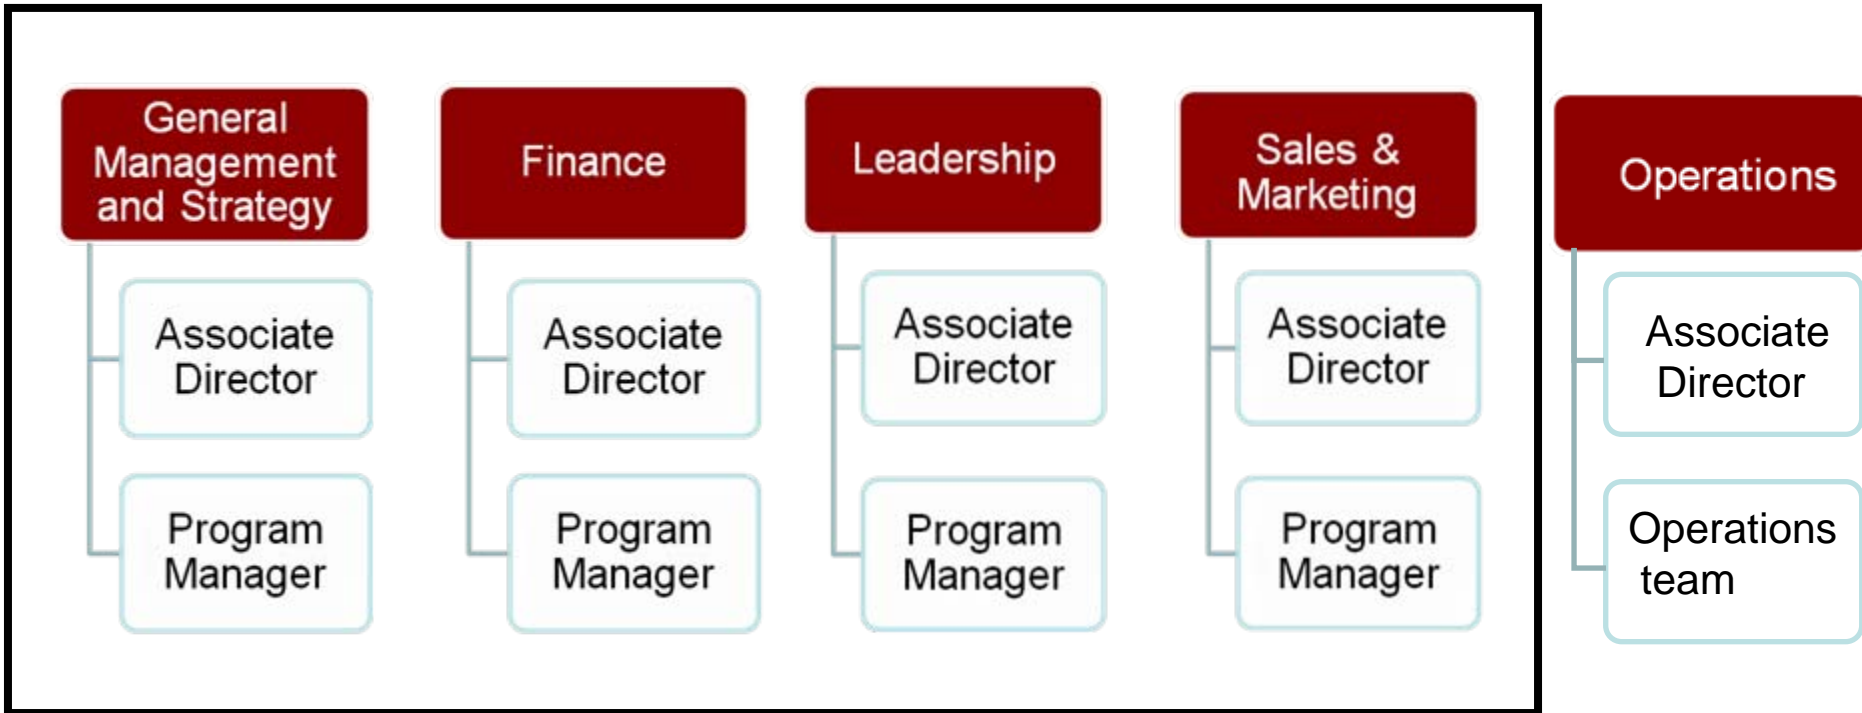 General
Management
and Strategy
Associate
Director
Program
Manager
Finance
Associate
Director
Program
Manager
Leadership
Associate
Director
Program
Manager
Sales &
Marketing
Associate
Director
Program
Manager
Operations
Associate
Director
Operations
team